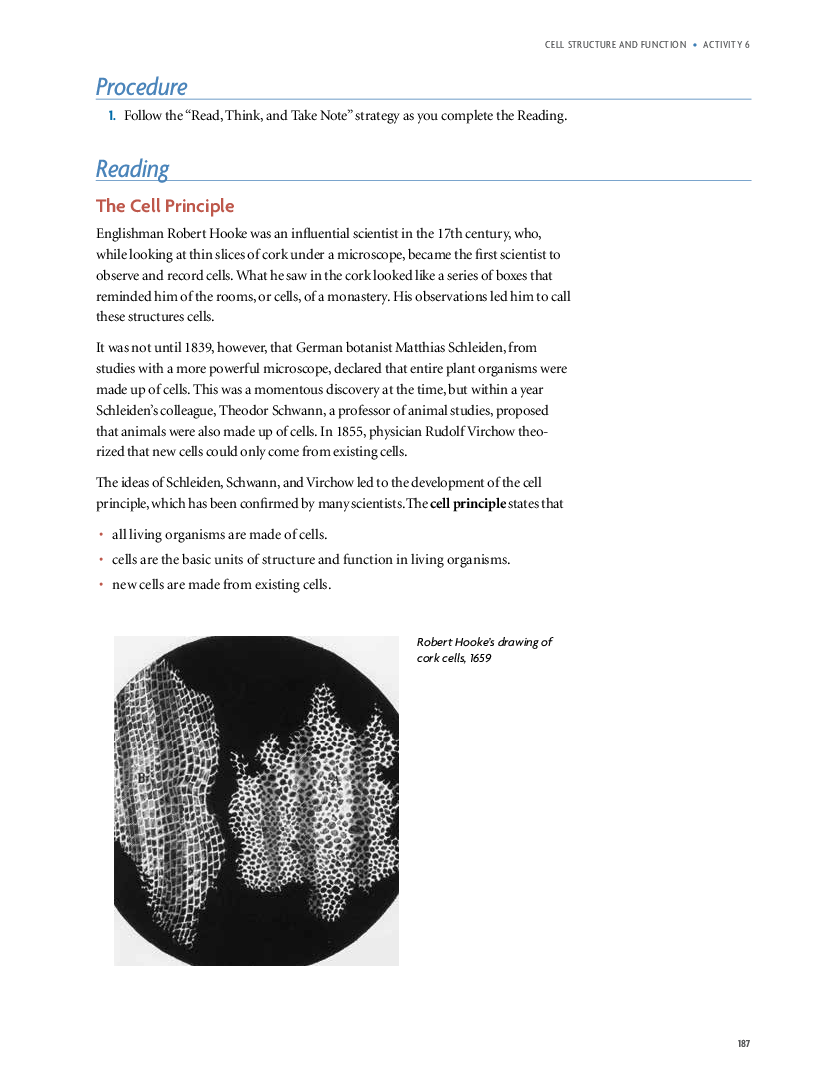 CELL STRUCTURE AND FUNCTION • ACTIVITY 6
Procedure
1. Follow the “Read, Think, and Take Note” strategy as you complete the Reading.
Reading
The Cell Principle
Englishman Robert Hooke was an influential scientist in the 17th century, who,
while looking at thin slices of cork under a microscope, became the first scientist to
observe and record cells. What he saw in the cork looked like a series of boxes that
reminded him of the rooms, or cells, of a monastery. His observations led him to call
these structures cells.
It was not until 1839, however, that German botanist Matthias Schleiden, from
studies with a more powerful microscope, declared that entire plant organisms were
made up of cells. This was a momentous discovery at the time, but within a year
Schleiden’s colleague, Theodor Schwann, a professor of animal studies, proposed
that animals were also made up of cells. In 1855, physician Rudolf Virchow theo-
rized that new cells could only come from existing cells.
The ideas of Schleiden, Schwann, and Virchow led to the development of the cell
principle, which has been confirmed by many scientists. The cell principle states that
• all living organisms are made of cells.
• cells are the basic units of structure and function in living organisms.
• new cells are made from existing cells.
Robert Hooke’s drawing of
cork cells, 1659
B
A
187